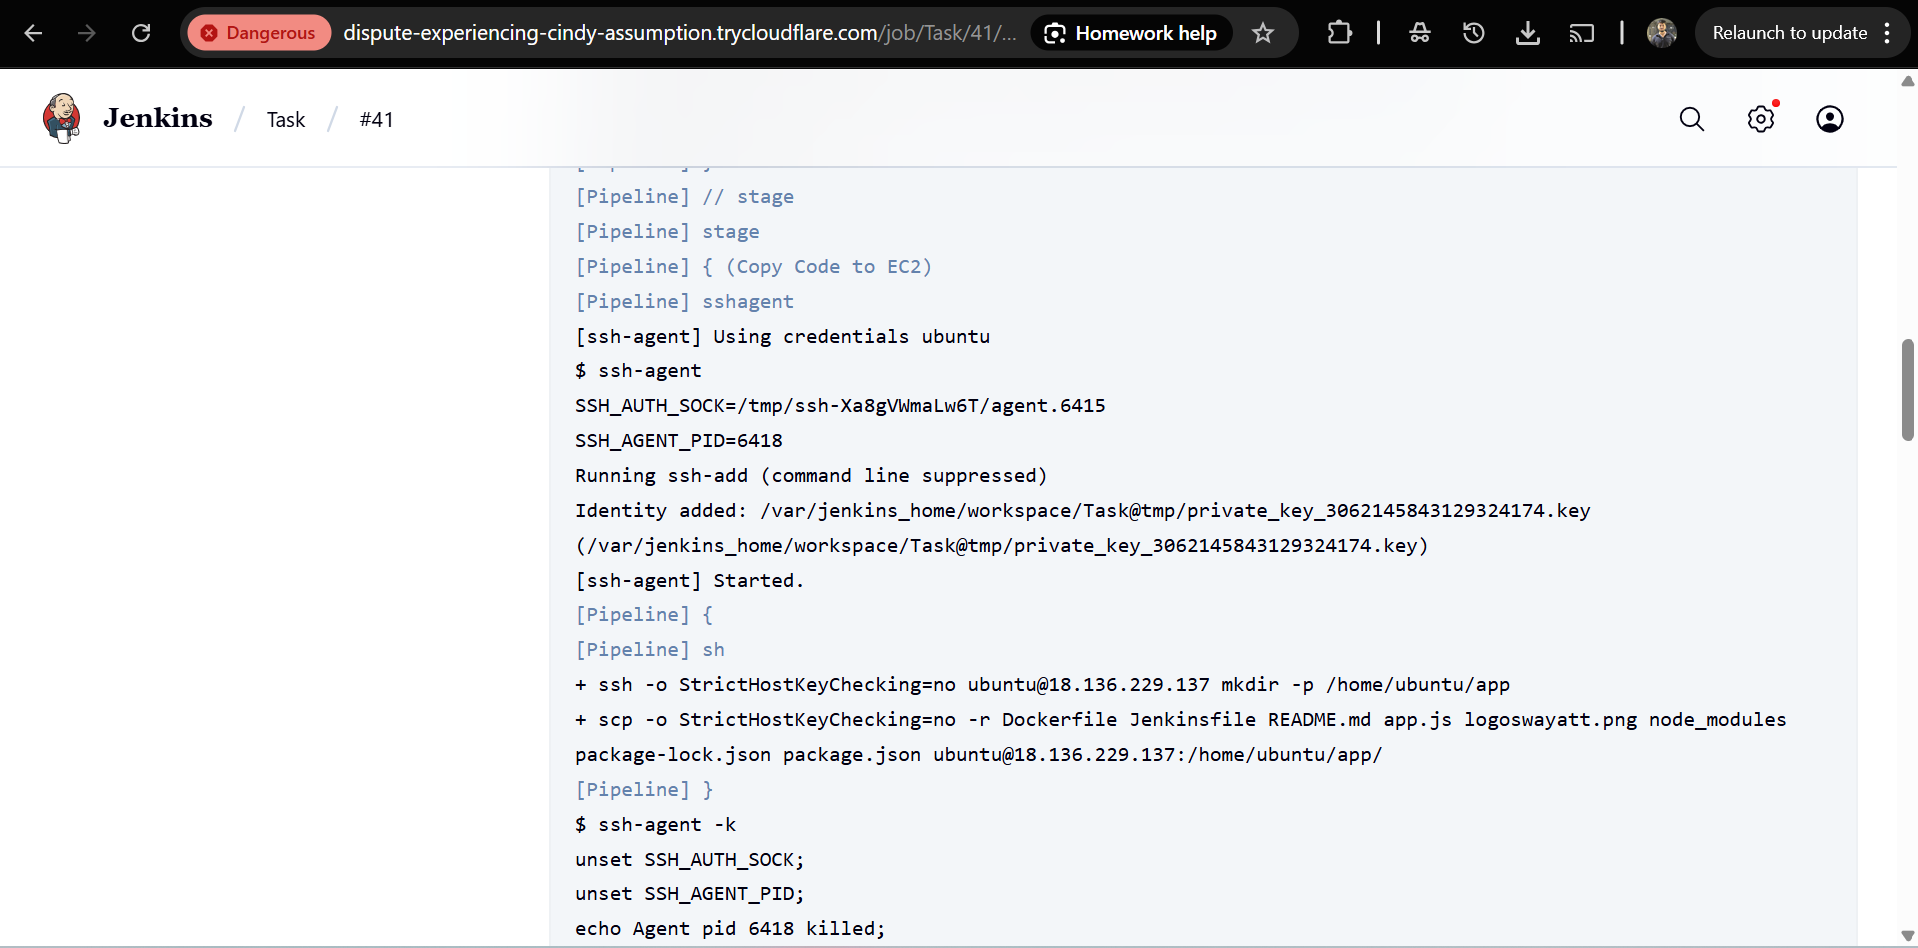 Dangerous
dispute-experiencing-cindy-assumption.trycloudflare.com/job/Task/41/...
Homework help
Relaunch to update
Jenkins / Task / #41
[Pipeline] // stage
[Pipeline] stage
[Pipeline] { (Copy Code to EC2)
[Pipeline] sshagent
[ssh-agent] Using credentials ubuntu
$ ssh-agent
SSH_AUTH_SOCK=/tmp/ssh-Xa8gVWmaLw6T/agent.6415
SSH_AGENT_PID=6418
Running ssh-add (command line suppressed)
Identity added: /var/jenkins_home/workspace/Task@tmp/private_key_3062145843129324174.key
(/var/jenkins_home/workspace/Task@tmp/private_key_3062145843129324174.key)
[ssh-agent] Started.
[Pipeline] {
[Pipeline] sh
+ ssh -o StrictHostKeyChecking=no ubuntu@18.136.229.137 mkdir -p /home/ubuntu/app
+ scp -o StrictHostKeyChecking=no -r Dockerfile Jenkinsfile README.md app.js logoswayatt.png node_modules
package-lock.json package.json ubuntu@18.136.229.137:/home/ubuntu/app/
[Pipeline] }
$ ssh-agent -k
unset SSH_AUTH_SOCK;
unset SSH_AGENT_PID;
echo Agent pid 6418 killed;